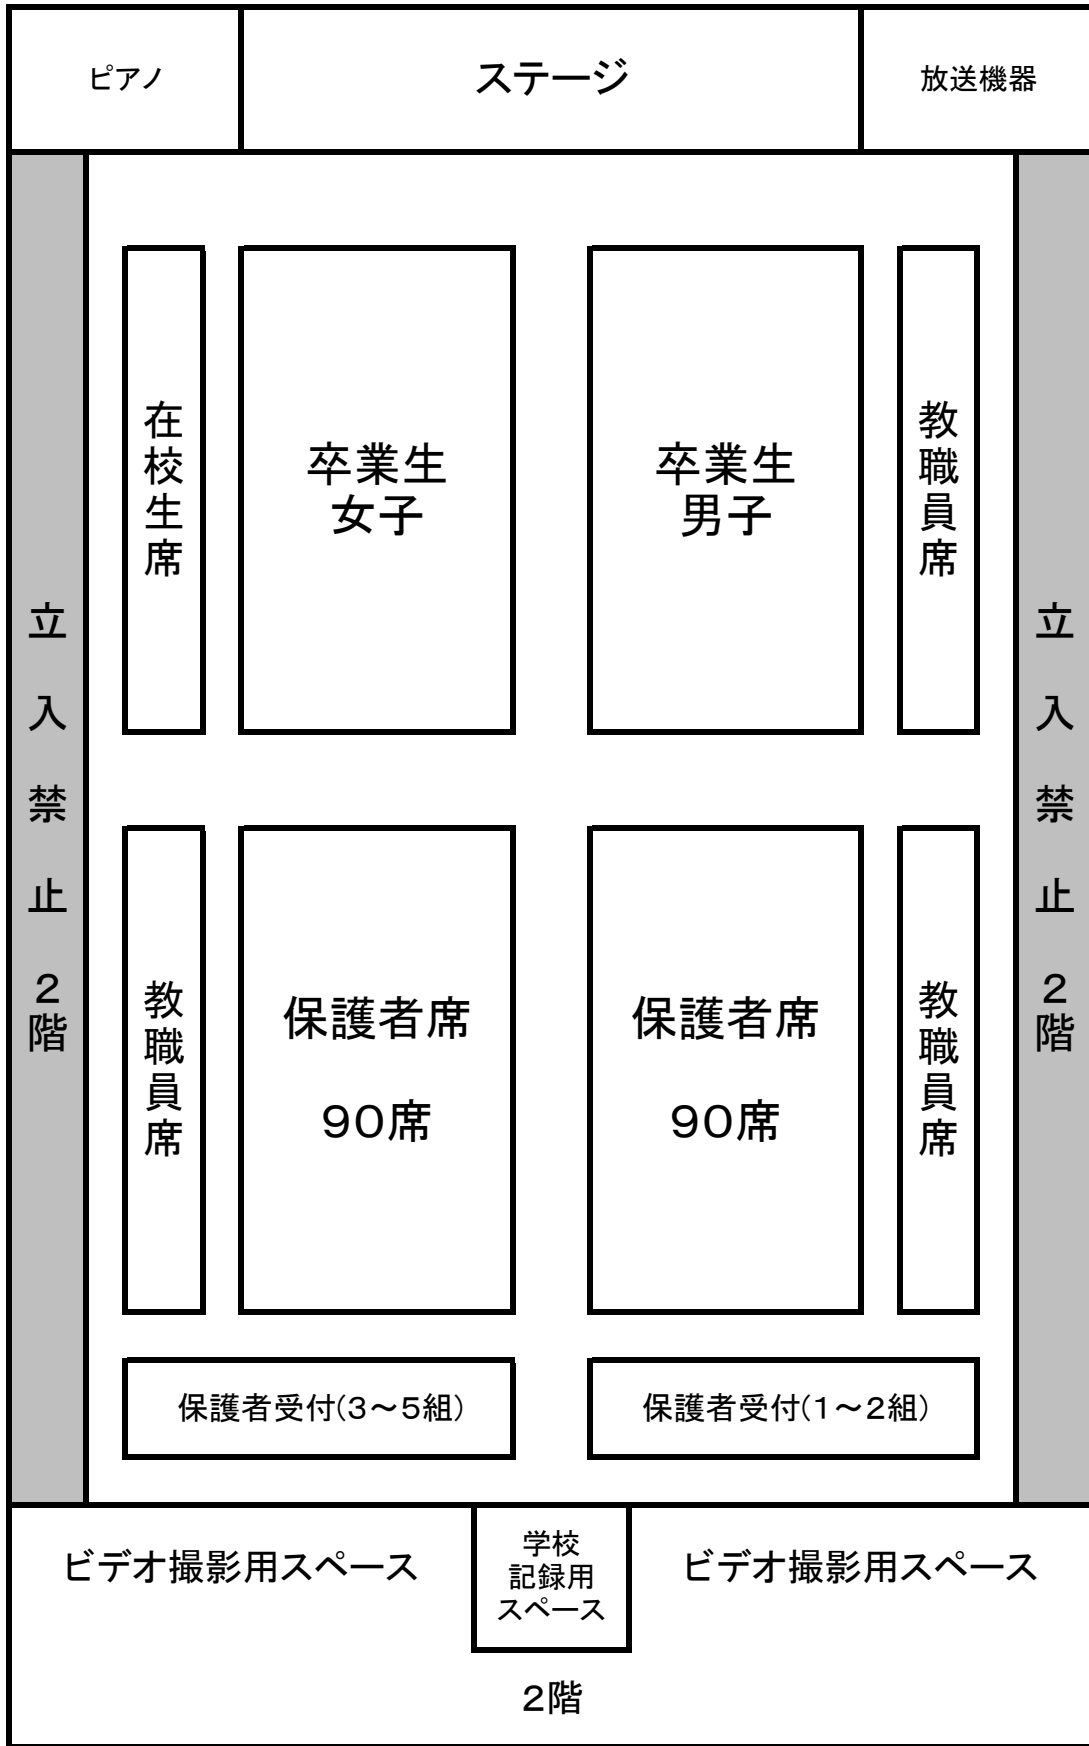 ピアノ
ステージ
放送機器
在校生席
卒業生
女子
卒業生
男子
教職員席
立入禁止 2階
立入禁止 2階
教職員席
保護者席
90席
保護者席
90席
教職員席
保護者受付(3～5組)
保護者受付(1～2組)
ビデオ撮影用スペース
学校
記録用
スペース
ビデオ撮影用スペース
2階